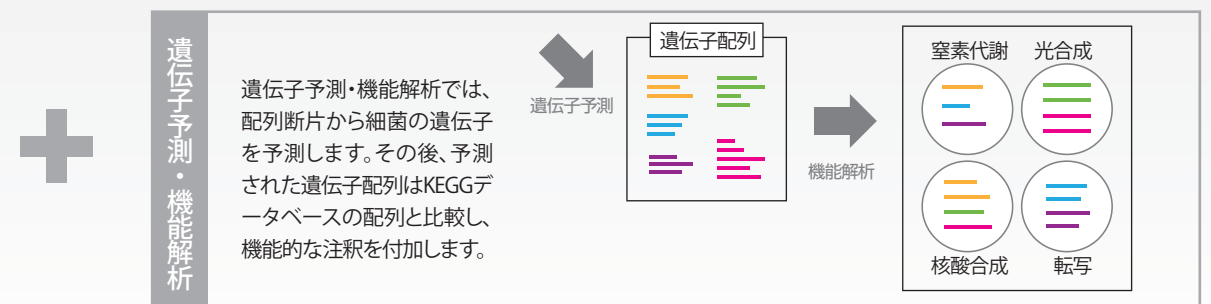 遺伝子予測・機能解析
遺伝子予測・機能解析では、
配列断片から細菌の遺伝子
を予測します。その後、予測
された遺伝子配列はKEGGデ
ータベースの配列と比較し、
機能的な注釈を付加します。
遺伝子予測
遺伝子配列
機能解析
窒素代謝
光合成
核酸合成
転写